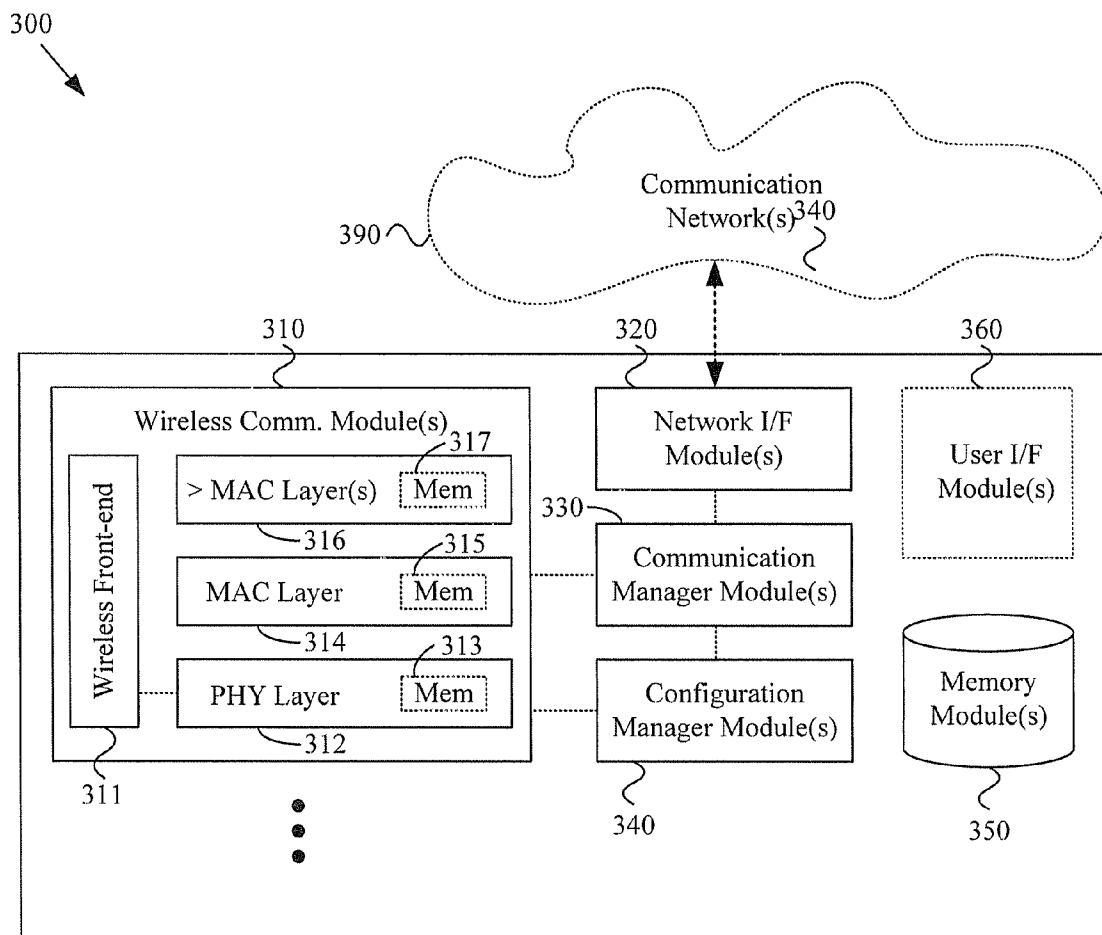 300
Communication
Network(s)
340
390
310
320
360
Wireless Comm. Module(s)
317
> MAC Layer(s)
Mem
316
315
MAC Layer
Mem
314
313
PHY Layer
Mem
312
Wireless Front-end
311
Network I/F
Module(s)
330
Communication
Manager Module(s)
Configuration
Manager Module(s)
340
User I/F
Module(s)
Memory
Module(s)
350